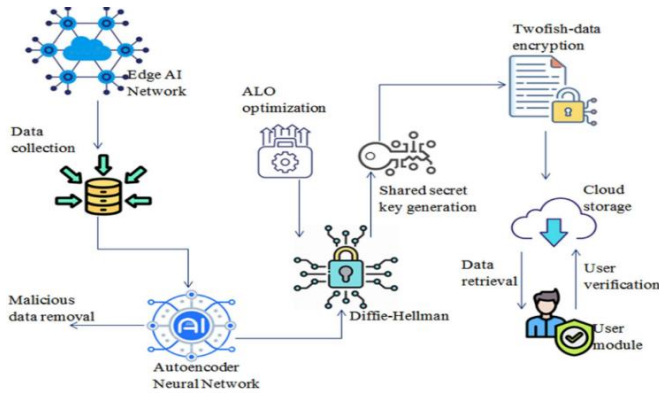 Edge AI
Network
Data
collection
Malicious
data removal
AI
Autoencoder
Neural Network
ALO
optimization
Diffie-Hellman
Shared secret
key generation
Twofish-data
encryption
Cloud
storage
Data
retrieval
User
verification
User
module